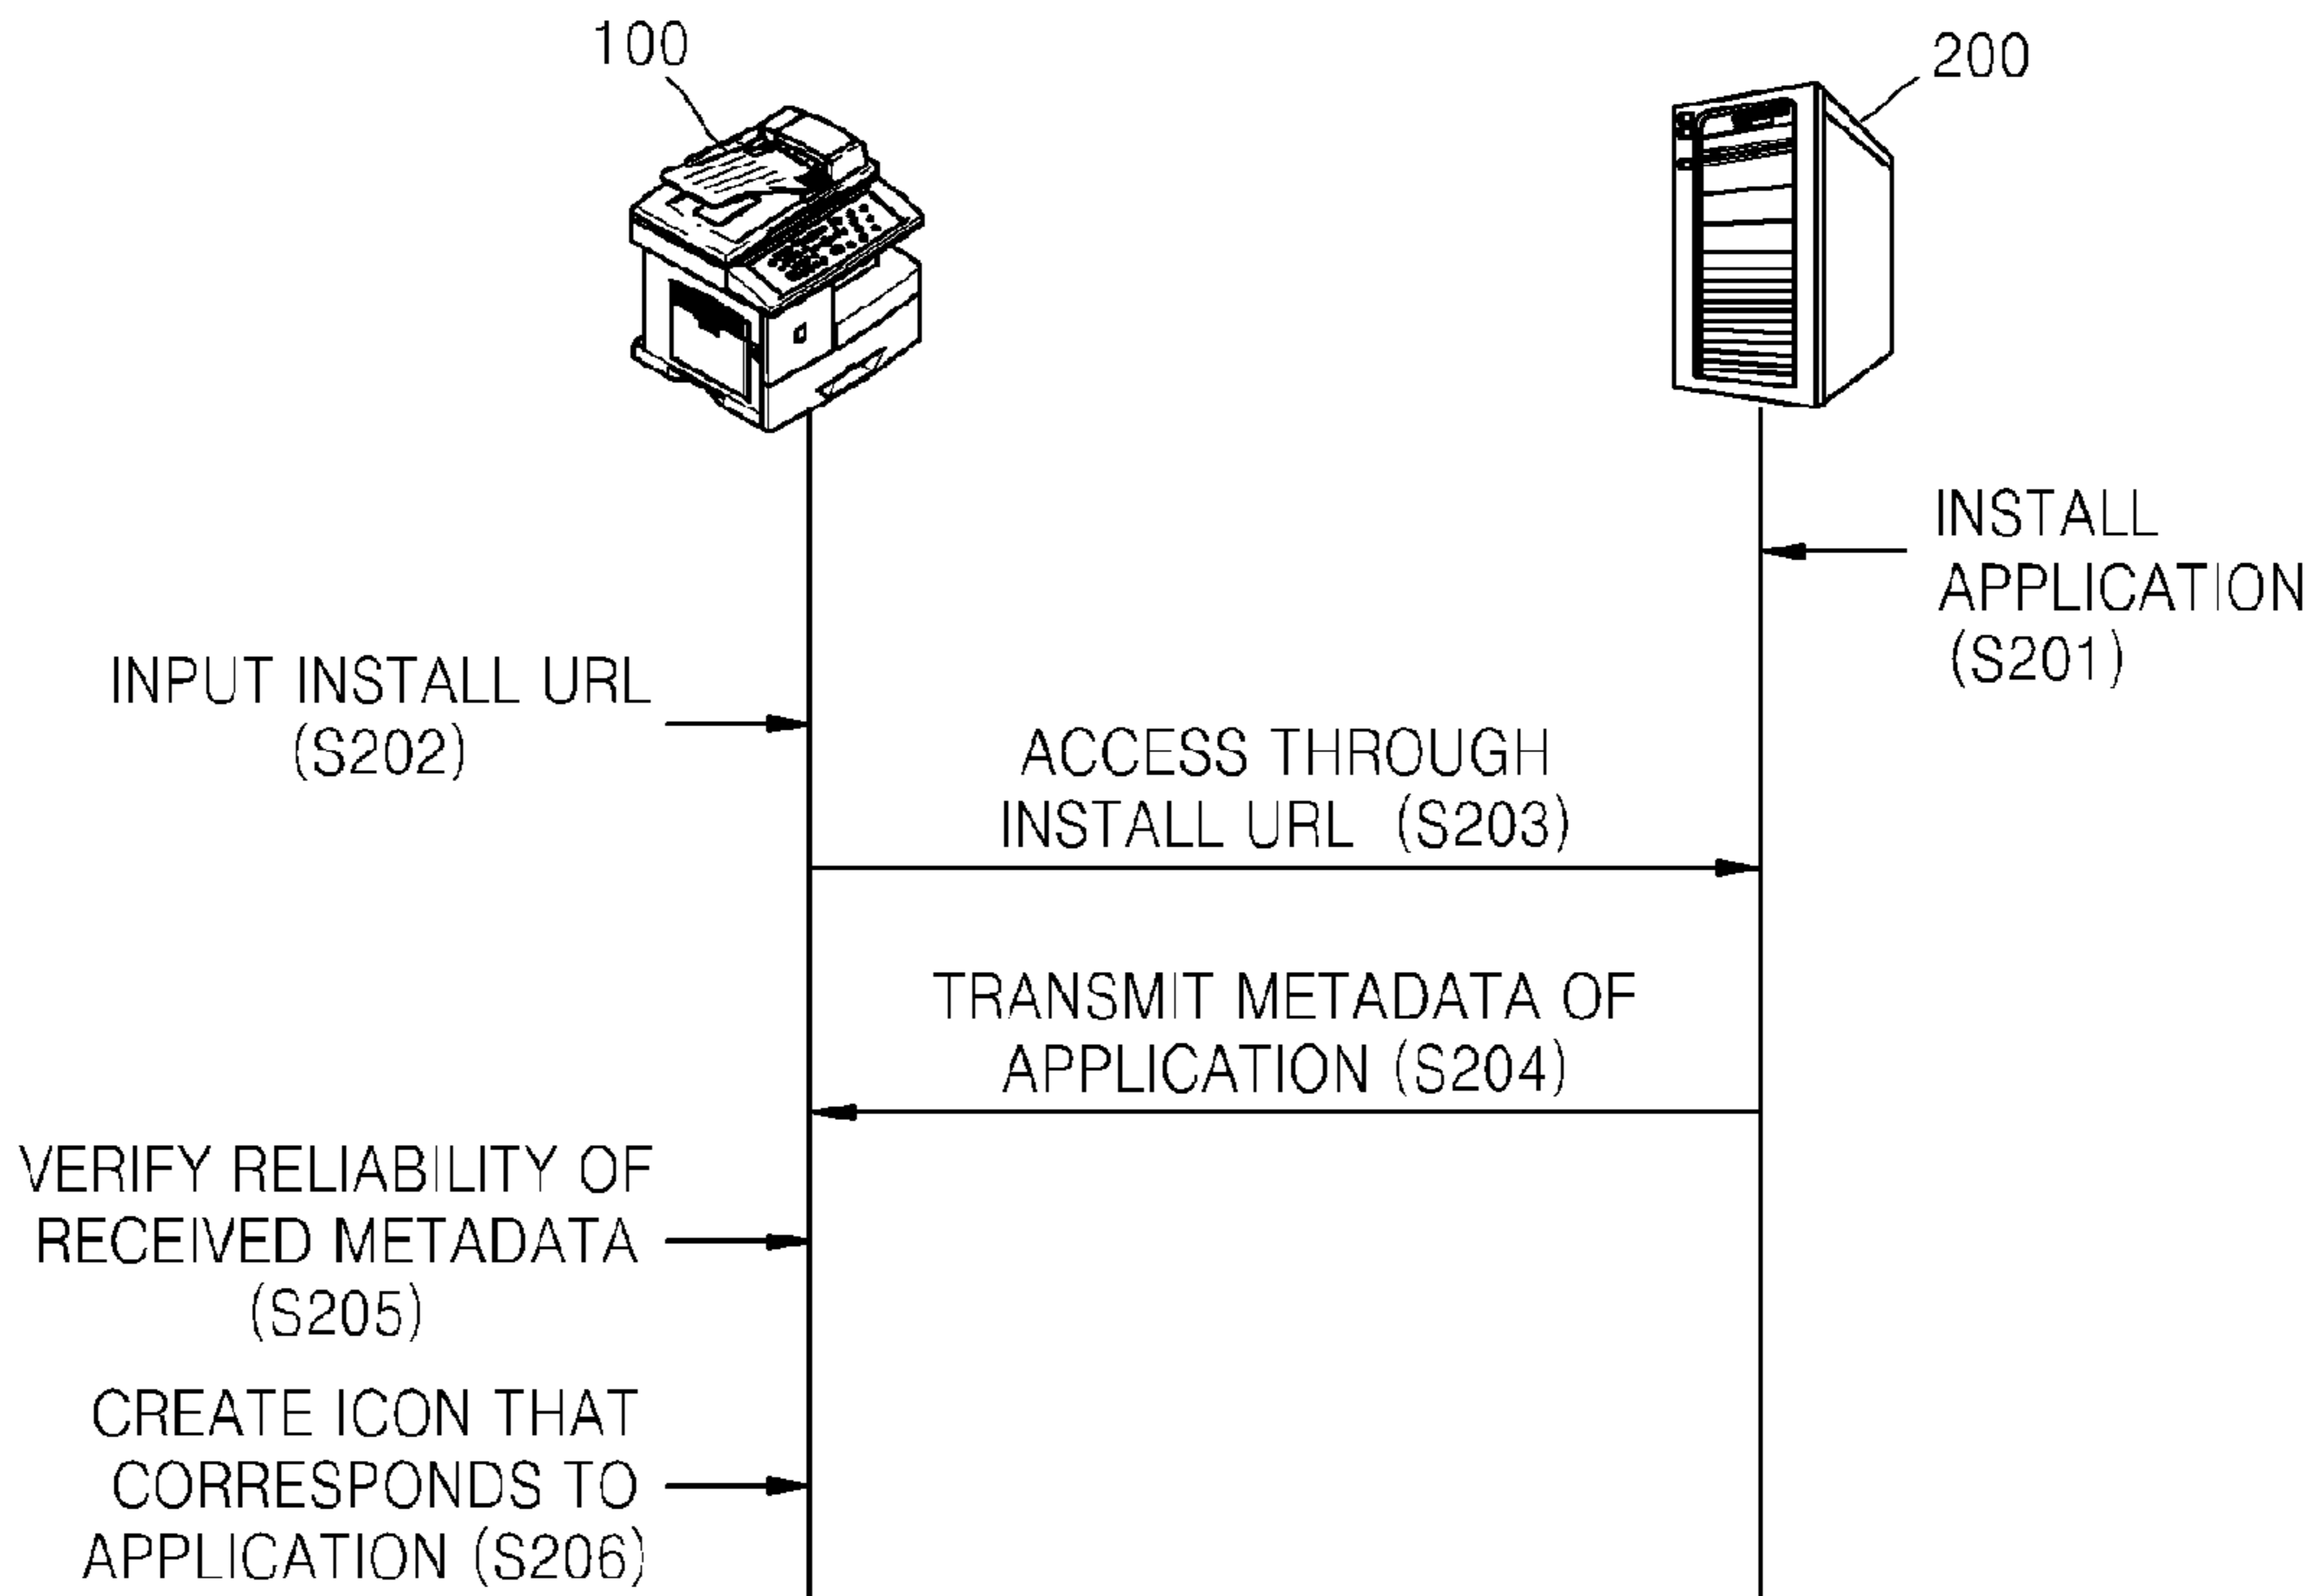 100
200
INSTALL
APPLICATION
(S201)
INPUT INSTALL URL
(S202)
ACCESS THROUGH
INSTALL URL (S203)
TRANSMIT METADATA OF
APPLICATION (S204)
VERIFY RELIABILITY OF
RECEIVED METADATA
(S205)
CREATE ICON THAT
CORRESPONDS TO
APPLICATION (S206)